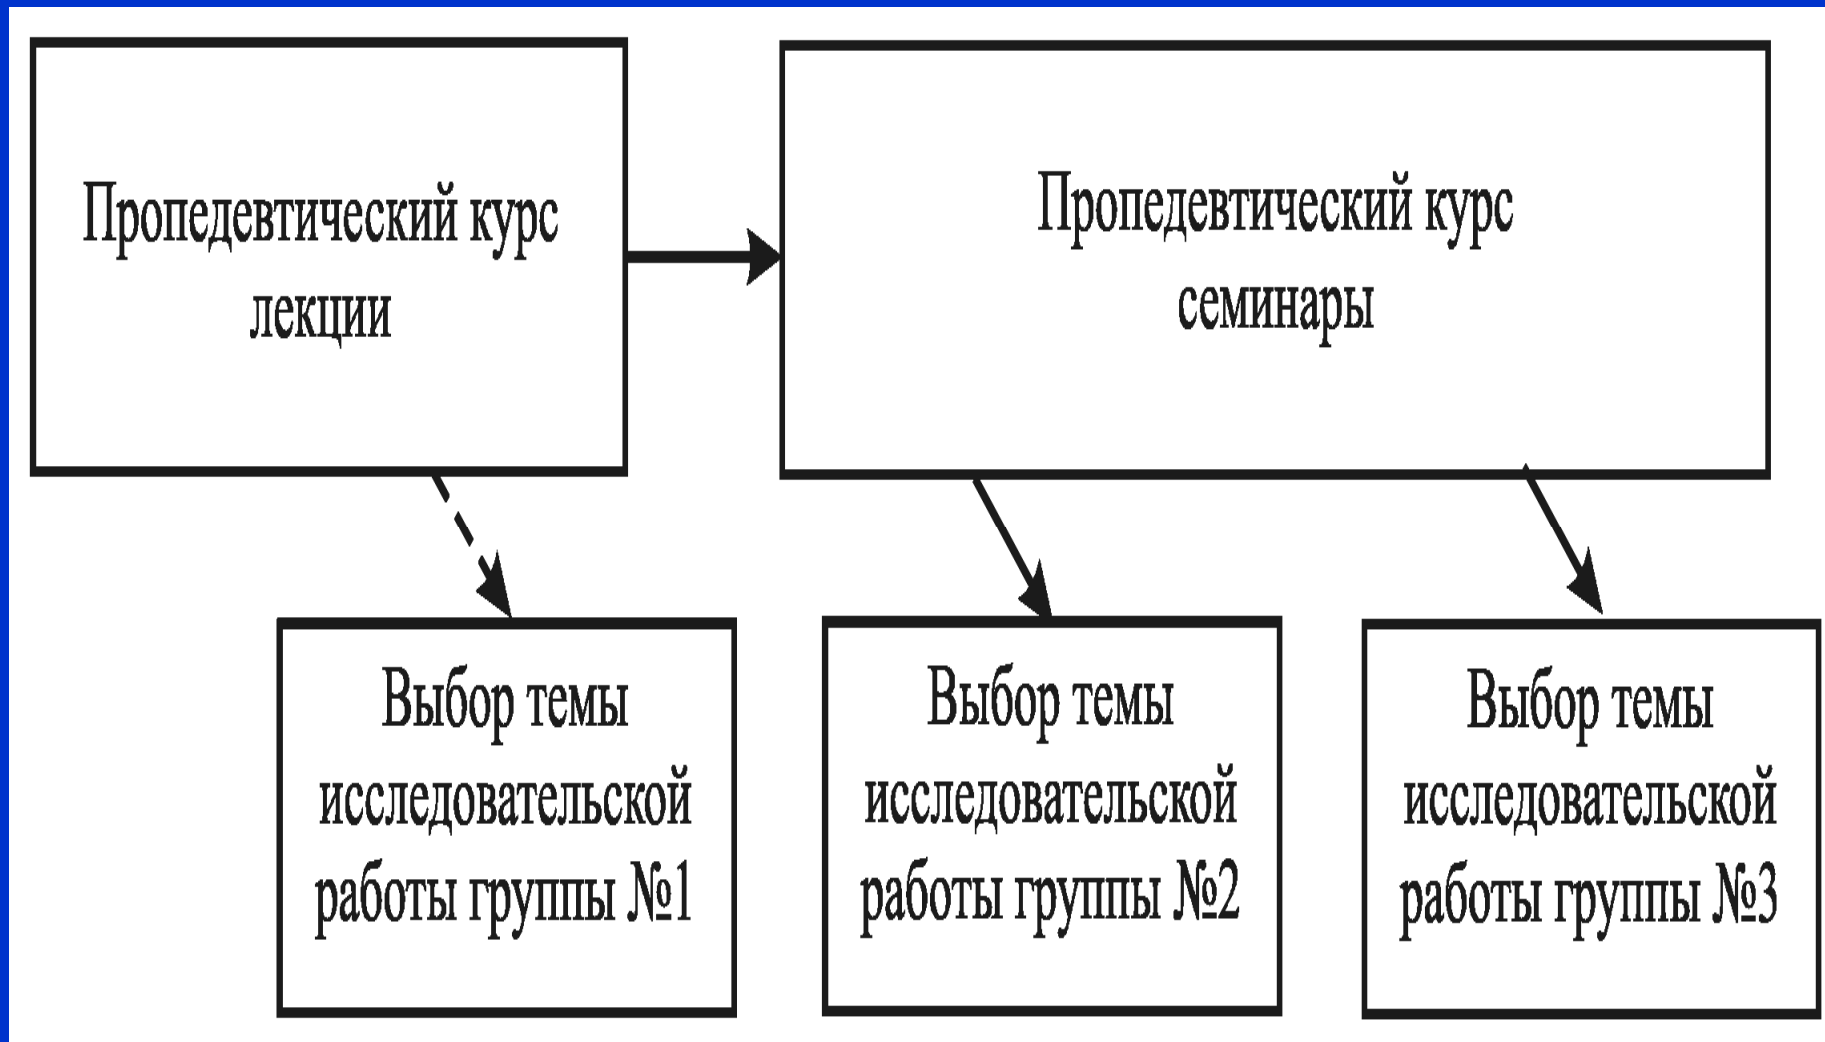 Пропедевтический курс
лекции
Пропедевтический курс
семинары
Выбор темы
исследовательской
работы группы №1
Выбор темы
исследовательской
работы группы №2
Выбор темы
исследовательской
работы группы №3